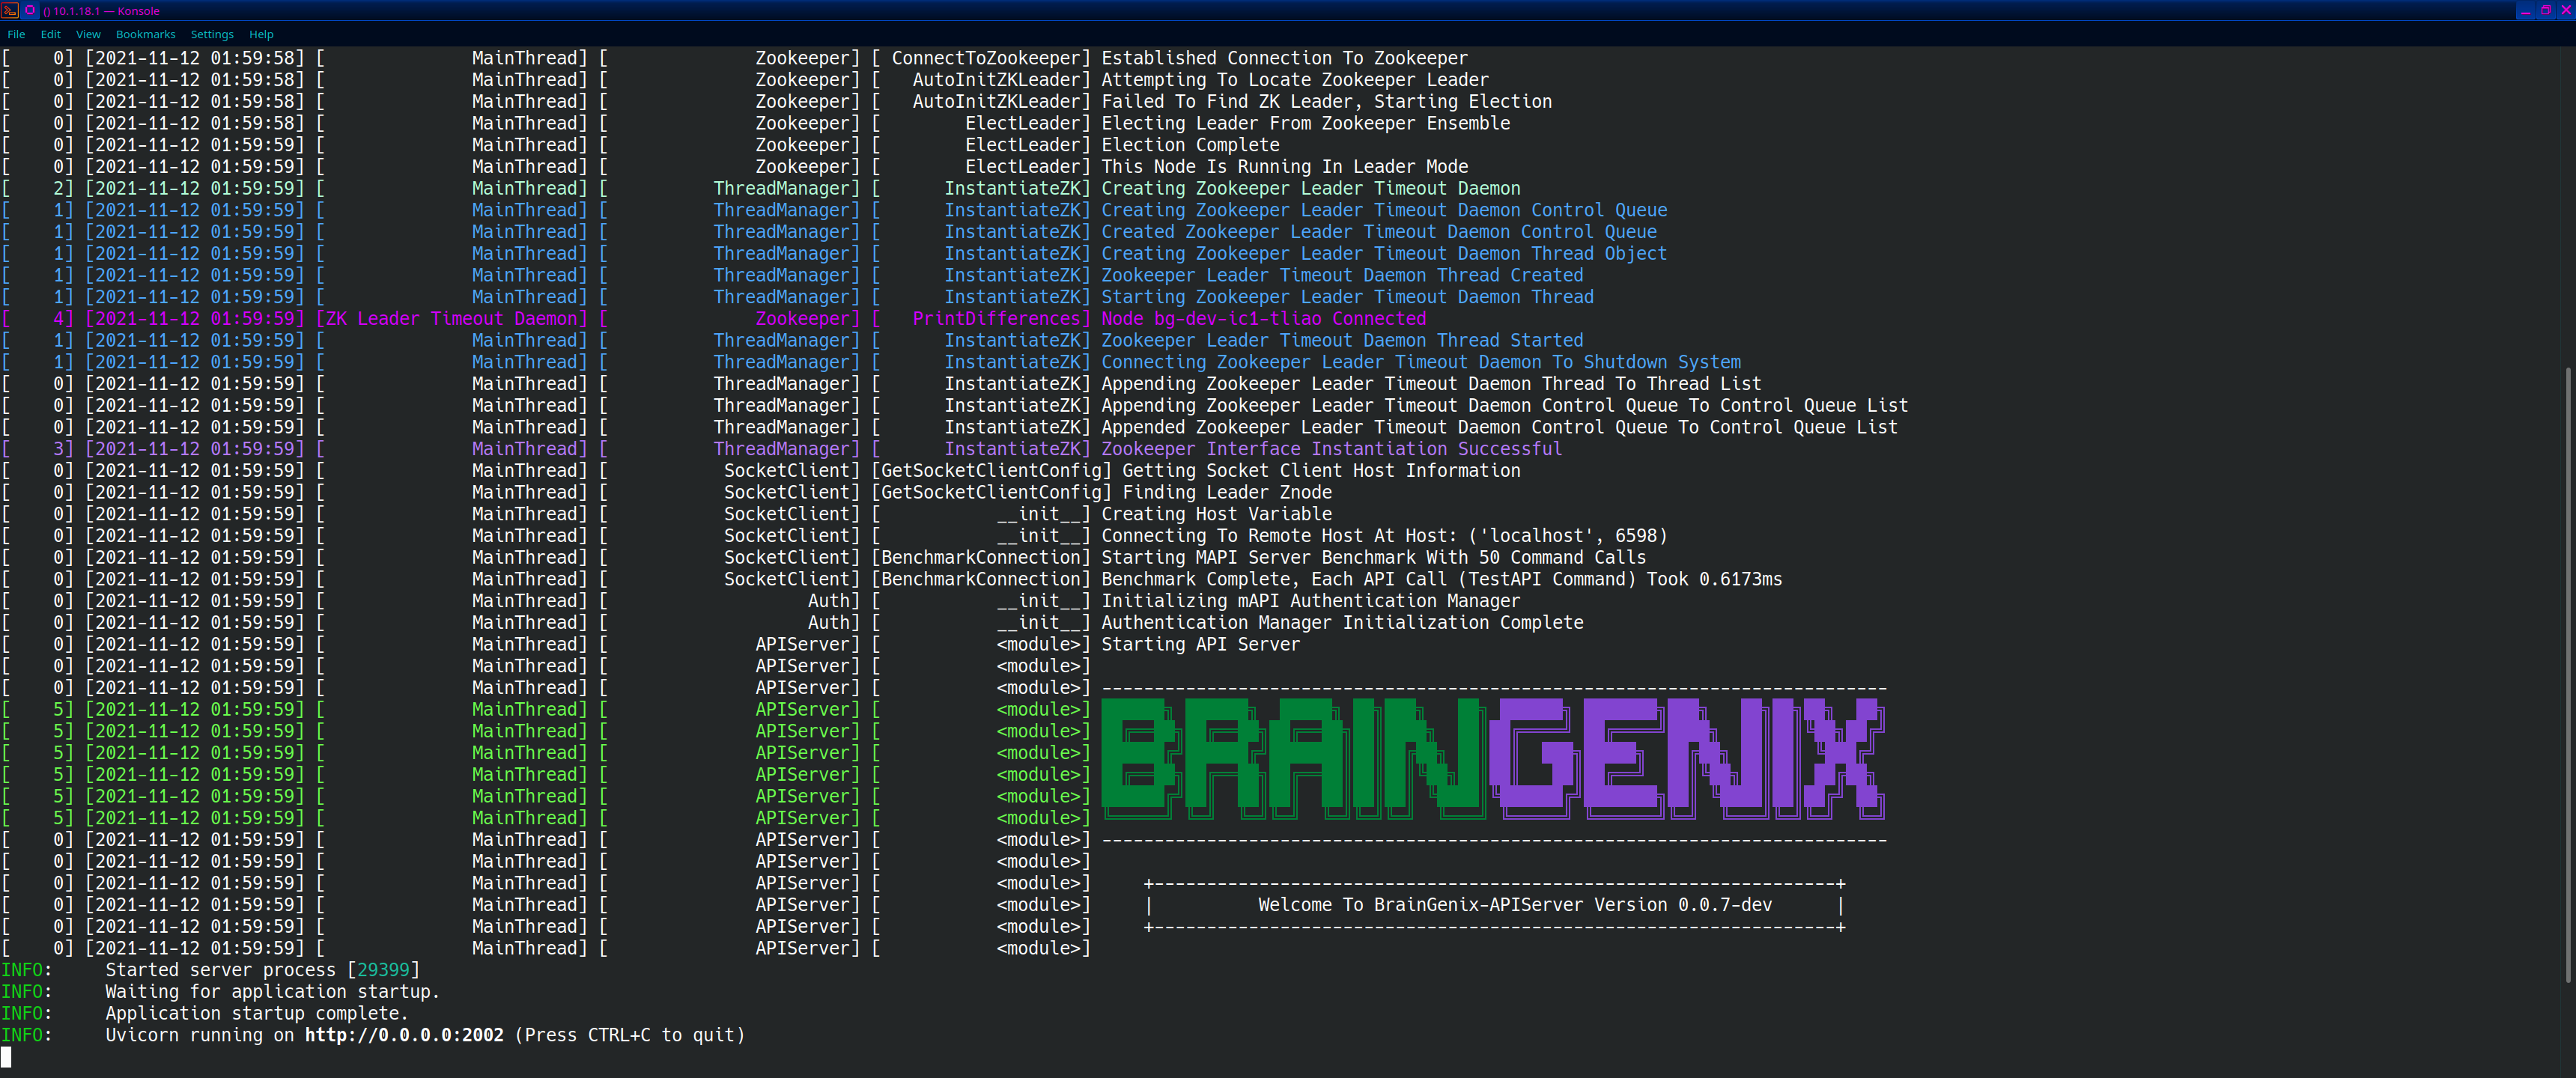 () 10.1.18.1 — Konsole
File Edit View Bookmarks Settings Help
[    0] [2021-11-12 01:59:58] [              MainThread] [              Zookeeper] [ ConnectToZookeeper] Established Connection To Zookeeper
[    0] [2021-11-12 01:59:58] [              MainThread] [              Zookeeper] [   AutoInitZKLeader] Attempting To Locate Zookeeper Leader
[    0] [2021-11-12 01:59:58] [              MainThread] [              Zookeeper] [   AutoInitZKLeader] Failed To Find ZK Leader, Starting Election
[    0] [2021-11-12 01:59:58] [              MainThread] [              Zookeeper] [        ElectLeader] Electing Leader From Zookeeper Ensemble
[    0] [2021-11-12 01:59:58] [              MainThread] [              Zookeeper] [        ElectLeader] Election Complete
[    0] [2021-11-12 01:59:58] [              MainThread] [              Zookeeper] [        ElectLeader] This Node Is Running In Leader Mode
[    2] [2021-11-12 01:59:59] [              MainThread] [          ThreadManager] [      InstantiateZK] Creating Zookeeper Leader Timeout Daemon
[    1] [2021-11-12 01:59:59] [              MainThread] [          ThreadManager] [      InstantiateZK] Creating Zookeeper Leader Timeout Daemon Control Queue
[    1] [2021-11-12 01:59:59] [              MainThread] [          ThreadManager] [      InstantiateZK] Created Zookeeper Leader Timeout Daemon Control Queue
[    1] [2021-11-12 01:59:59] [              MainThread] [          ThreadManager] [      InstantiateZK] Creating Zookeeper Leader Timeout Daemon Thread Object
[    1] [2021-11-12 01:59:59] [              MainThread] [          ThreadManager] [      InstantiateZK] Zookeeper Leader Timeout Daemon Thread Created
[    1] [2021-11-12 01:59:59] [              MainThread] [          ThreadManager] [      InstantiateZK] Starting Zookeeper Leader Timeout Daemon Thread
[    4] [2021-11-12 01:59:59] [ZK Leader Timeout Daemon] [              Zookeeper] [   PrintDifferences] Node bg-dev-ic1-tliao Connected
[    1] [2021-11-12 01:59:59] [              MainThread] [          ThreadManager] [      InstantiateZK] Zookeeper Leader Timeout Daemon Thread Started
[    1] [2021-11-12 01:59:59] [              MainThread] [          ThreadManager] [      InstantiateZK] Connecting Zookeeper Leader Timeout Daemon To Shutdown System
[    0] [2021-11-12 01:59:59] [              MainThread] [          ThreadManager] [      InstantiateZK] Appending Zookeeper Leader Timeout Daemon Thread To Thread List
[    0] [2021-11-12 01:59:59] [              MainThread] [          ThreadManager] [      InstantiateZK] Appending Zookeeper Leader Timeout Daemon Control Queue To Control Queue List
[    0] [2021-11-12 01:59:59] [              MainThread] [          ThreadManager] [      InstantiateZK] Appended Zookeeper Leader Timeout Daemon Control Queue To Control Queue List
[    3] [2021-11-12 01:59:59] [              MainThread] [          ThreadManager] [      InstantiateZK] Zookeeper Interface Instantiation Successful
[    0] [2021-11-12 01:59:59] [              MainThread] [           SocketClient] [GetSocketClientConfig] Getting Socket Client Host Information
[    0] [2021-11-12 01:59:59] [              MainThread] [           SocketClient] [GetSocketClientConfig] Finding Leader Znode
[    0] [2021-11-12 01:59:59] [              MainThread] [           SocketClient] [           __init__] Creating Host Variable
[    0] [2021-11-12 01:59:59] [              MainThread] [           SocketClient] [           __init__] Connecting To Remote Host At Host: ('localhost', 6598)
[    0] [2021-11-12 01:59:59] [              MainThread] [           SocketClient] [BenchmarkConnection] Starting MAPI Server Benchmark With 50 Command Calls
[    0] [2021-11-12 01:59:59] [              MainThread] [           SocketClient] [BenchmarkConnection] Benchmark Complete, Each API Call (TestAPI Command) Took 0.6173ms
[    0] [2021-11-12 01:59:59] [              MainThread] [                   Auth] [           __init__] Initializing mAPI Authentication Manager
[    0] [2021-11-12 01:59:59] [              MainThread] [                   Auth] [           __init__] Authentication Manager Initialization Complete
[    0] [2021-11-12 01:59:59] [              MainThread] [              APIServer] [           <module>] Starting API Server
[    0] [2021-11-12 01:59:59] [              MainThread] [              APIServer] [           <module>]
[    0] [2021-11-12 01:59:59] [              MainThread] [              APIServer] [           <module>] ---------------------------------------------------------------------------
[    5] [2021-11-12 01:59:59] [              MainThread] [              APIServer] [           <module>] BRAINGENIX
[    5] [2021-11-12 01:59:59] [              MainThread] [              APIServer] [           <module>]
[    5] [2021-11-12 01:59:59] [              MainThread] [              APIServer] [           <module>]
[    5] [2021-11-12 01:59:59] [              MainThread] [              APIServer] [           <module>]
[    5] [2021-11-12 01:59:59] [              MainThread] [              APIServer] [           <module>]
[    5] [2021-11-12 01:59:59] [              MainThread] [              APIServer] [           <module>]
[    0] [2021-11-12 01:59:59] [              MainThread] [              APIServer] [           <module>] ---------------------------------------------------------------------------
[    0] [2021-11-12 01:59:59] [              MainThread] [              APIServer] [           <module>]
[    0] [2021-11-12 01:59:59] [              MainThread] [              APIServer] [           <module>]     +-----------------------------------------------------------------+
[    0] [2021-11-12 01:59:59] [              MainThread] [              APIServer] [           <module>]     |          Welcome To BrainGenix-APIServer Version 0.0.7-dev      |
[    0] [2021-11-12 01:59:59] [              MainThread] [              APIServer] [           <module>]     +-----------------------------------------------------------------+
[    0] [2021-11-12 01:59:59] [              MainThread] [              APIServer] [           <module>]
INFO:     Started server process [29399]
INFO:     Waiting for application startup.
INFO:     Application startup complete.
INFO:     Uvicorn running on http://0.0.0.0:2002 (Press CTRL+C to quit)